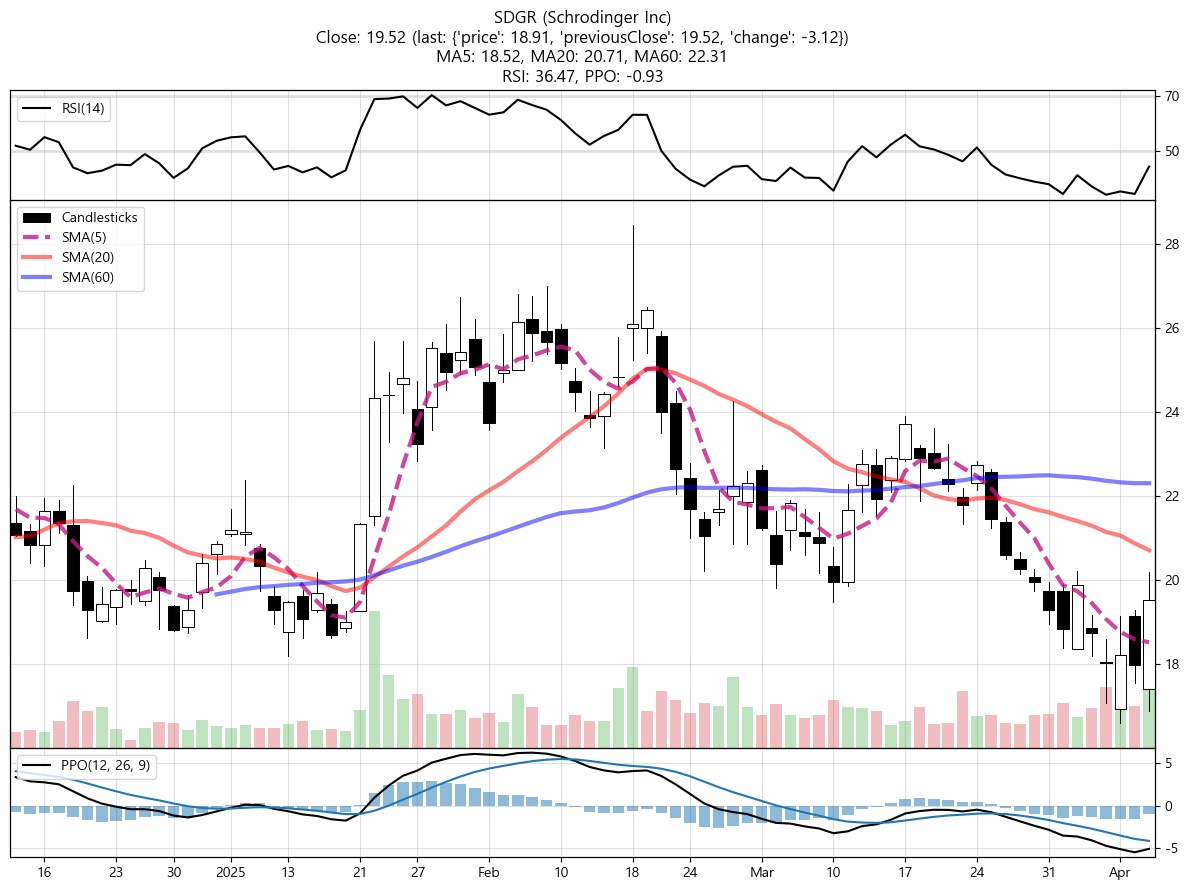 SDGR (Schrodinger Inc)
Close: 19.52 (last: {'price': 18.91, 'previousClose': 19.52, 'change': -3.12})
MA5: 18.52, MA20: 20.71, MA60: 22.31
RSI: 36.47, PPO: -0.93
RSI(14)
70
50
Candlesticks
SMA(5)
SMA(20)
SMA(60)
28
26
24
22
20
18
PPO(12, 26, 9)
5
0
-5
16 23 30 2025 13 21 27 Feb 10 18 24 Mar 10 17 24 31 Apr